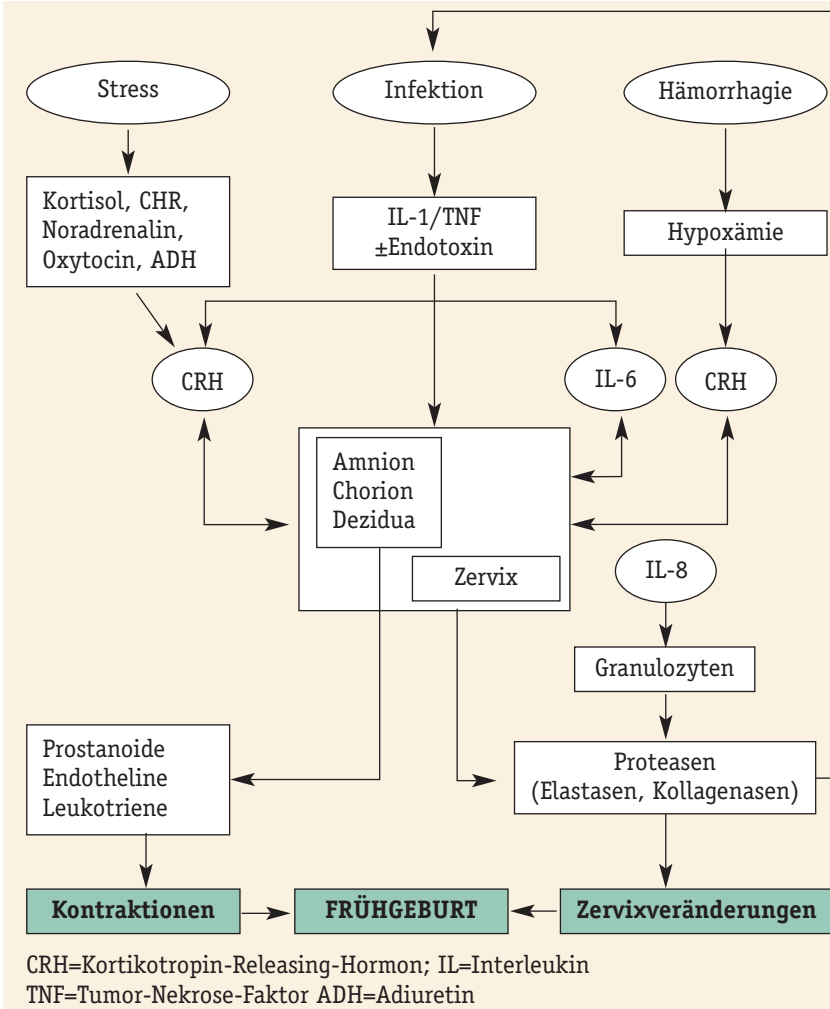 Stress
Infektion
Hämorrhagie
Kortisol, CHR,
Noradrenalin,
Oxytocin, ADH
IL-1/TNF
±Endotoxin
Hypoxämie
CRH
IL-6
CRH
Amnion
Chorion
Dezidua
Zervix
IL-8
Granulozyten
Prostanoide
Endotheline
Leukotriene
Proteasen
(Elastasen, Kollagenasen)
Kontraktionen
FRÜHGEBURT
Zervixveränderungen
CRH=Kortikotropin-Releasing-Hormon; IL=Interleukin
TNF=Tumor-Nekrose-Faktor ADH=Adiuretin